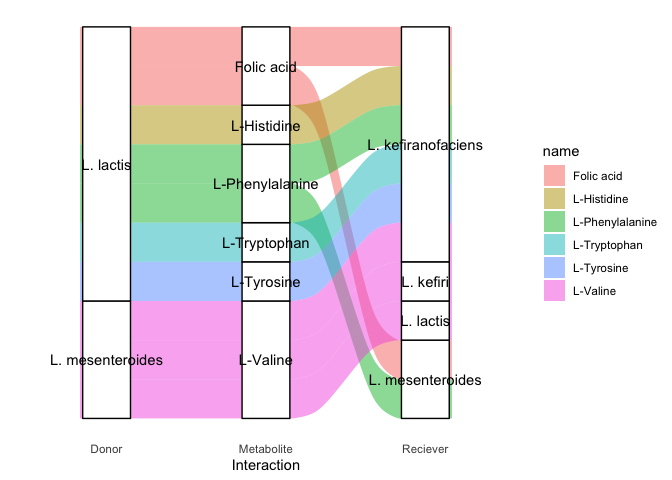 Folic acid
L-Histidine
L. lactis
L. kefiranofaciens
L-Phenylalanine
L-Tryptophan
L-Tyrosine
L. kefiri
L. lactis
L. mesenteroides
L-Valine
L. mesenteroides
Donor
Metabolite
Reciever
Interaction
name
Folic acid
L-Histidine
L-Phenylalanine
L-Tryptophan
L-Tyrosine
L-Valine